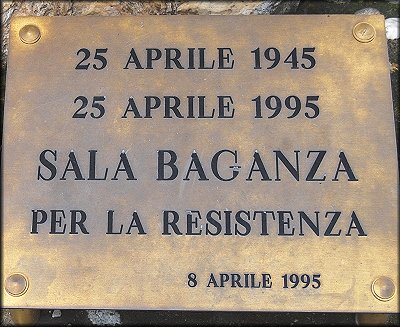 25 APRILE 1945
25 APRILE 1995
SALA BAGANZA
PER LA RESISTENZA
8 APRILE 1995